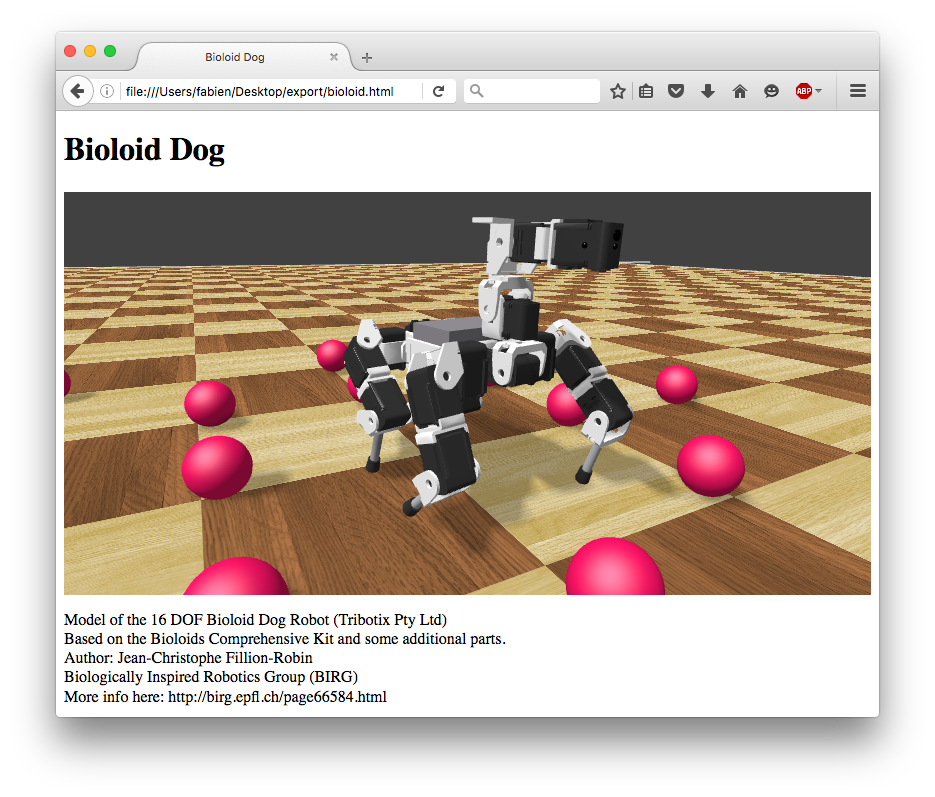 Bioloid Dog
file:///Users/fabien/Desktop/export/bioloid.html
ABP
Bioloid Dog
Model of the 16 DOF Bioloid Dog Robot (Tribotix Pty Ltd)
Based on the Bioloids Comprehensive Kit and some additional parts.
Author: Jean-Christophe Fillion-Robin
Biologically Inspired Robotics Group (BIRG)
More info here: http://birg.epfl.ch/page66584.html